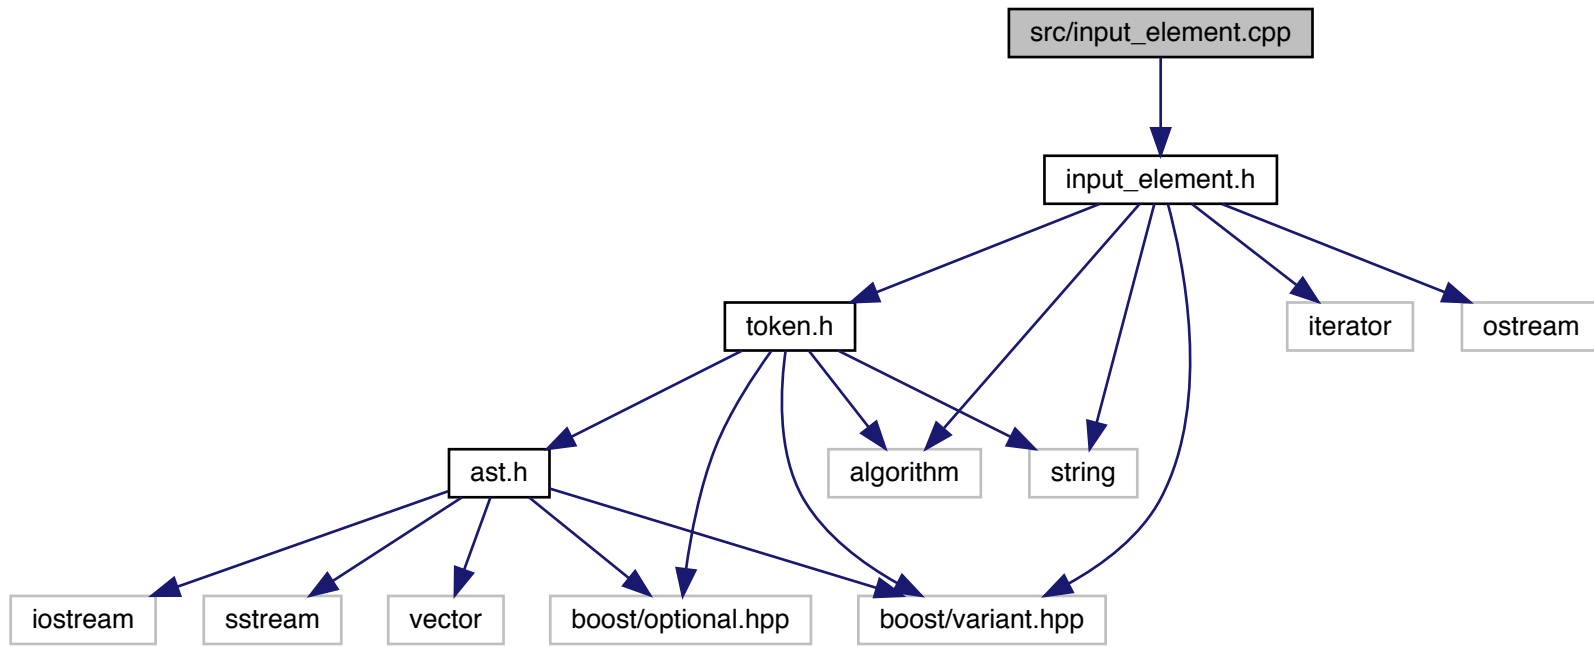 src/input_element.cpp
input_element.h
token.h
iterator
ostream
ast.h
algorithm
string
iostream
sstream
vector
boost/optional.hpp
boost/variant.hpp